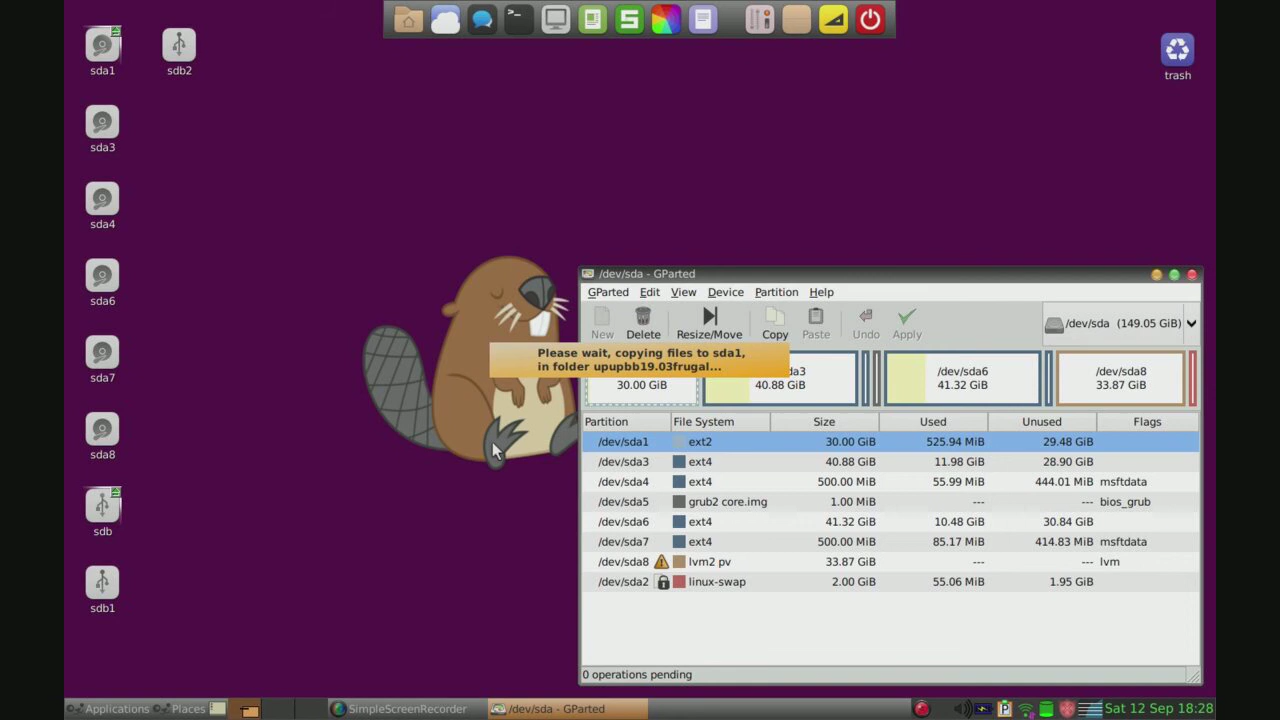 sda1
sdb2
trash
sda3
sda4
sda6
sda7
sda8
sdb
sdb1
/dev/sda - GParted
GParted Edit View Device Partition Help
New Delete Resize/Move Copy Paste Undo Apply
/dev/sda (149.05 GiB)
Please wait, copying files to sda1,
in folder upupbb19.03frugal...
30.00 GiB
a3
40.88 GiB
/dev/sda6
41.32 GiB
/dev/sda8
33.87 GiB
Partition File System Size Used Unused Flags
/dev/sda1 ext2 30.00 GiB 525.94 MiB 29.48 GiB
/dev/sda3 ext4 40.88 GiB 11.98 GiB 28.90 GiB
/dev/sda4 ext4 500.00 MiB 55.99 MiB 444.01 MiB msftdata
/dev/sda5 grub2 core.img 1.00 MiB --- --- bios_grub
/dev/sda6 ext4 41.32 GiB 10.48 GiB 30.84 GiB
/dev/sda7 ext4 500.00 MiB 85.17 MiB 414.83 MiB msftdata
/dev/sda8 lvm2 pv 33.87 GiB --- --- lvm
/dev/sda2 linux-swap 2.00 GiB 55.06 MiB 1.95 GiB
0 operations pending
Applications Places SimpleScreenRecorder /dev/sda - GParted Sat 12 Sep 18:28